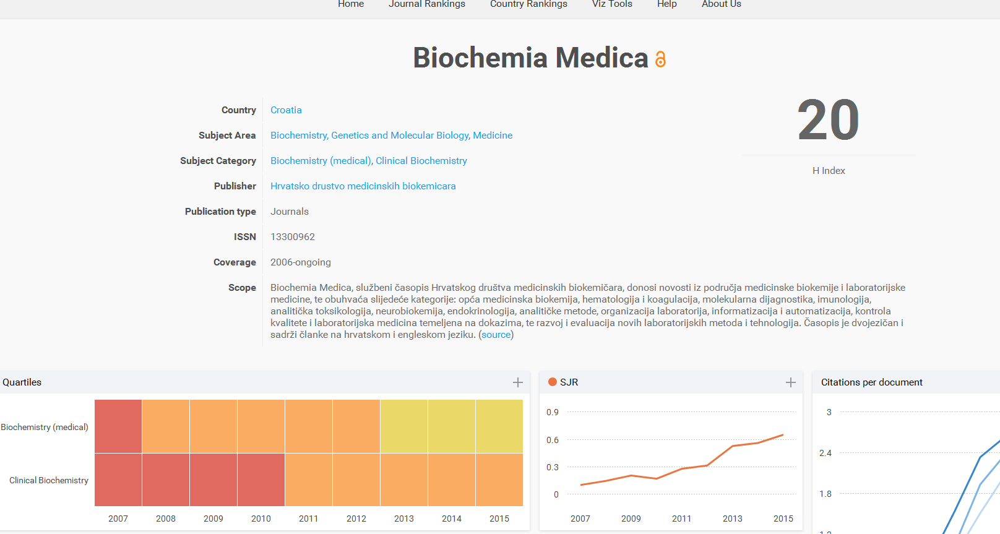 Home Journal Rankings Country Rankings Viz Tools Help About Us
Biochemia Medica
Country Croatia
Subject Area Biochemistry, Genetics and Molecular Biology, Medicine
Subject Category Biochemistry (medical), Clinical Biochemistry
Publisher Hrvatsko drustvo medicinskih biokemicara
Publication type Journals
ISSN 13300962
Coverage 2006-ongoing
Scope Biochemia Medica, službeni časopis Hrvatskog društva medicinskih biokemičara, donosi novosti iz područja medicinske biokemije i laboratorijske
medicine, te obuhvaća slijedeće kategorije: opća medicinska biokemija, hematologija i koagulacija, molekularna dijagnostika, imunologija,
analitička toksikologija, neurobiokemija, endokrinologija, analitičke metode, organizacija laboratorija, informatizacija i automatizacija, kontrola
kvalitete i laboratorijska medicina temeljena na dokazima, te razvoj i evaluacija novih laboratorijskih metoda i tehnologija. Časopis je dvojezičan i
sadrži članke na hrvatskom i engleskom jeziku. (source)
20
H Index
Quartiles
Biochemistry (medical)
Clinical Biochemistry
2007 2008 2009 2010 2011 2012 2013 2014 2015
SJR
0.9
0.6
0.3
0
2007 2009 2011 2013 2015
Citations per document
3
2.4
1.8